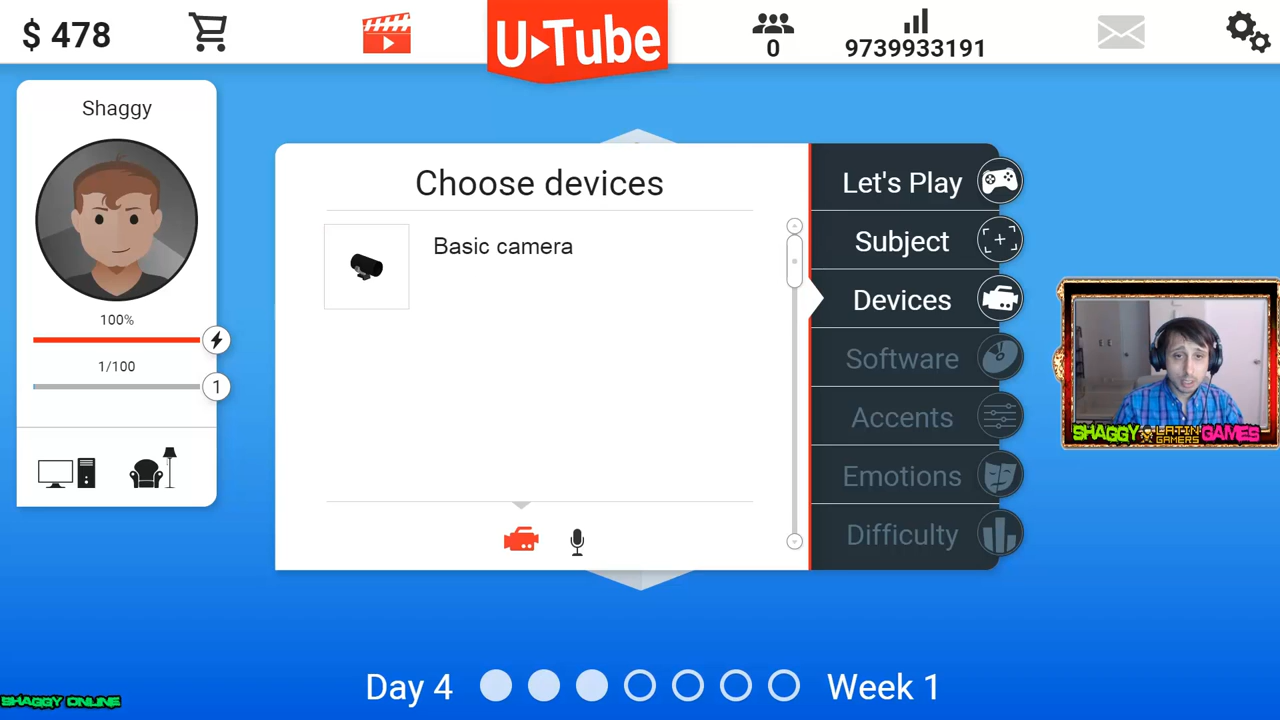 $ 478
U Tube
0
9739933191
Shaggy
100%
1/100
1
Choose devices
Basic camera
Let's Play
Subject
Devices
Software
Accents
Emotions
Difficulty
SHAGGY LATIN GAMERS GAMES
Day 4
Week 1
SHAGGY ONLINE